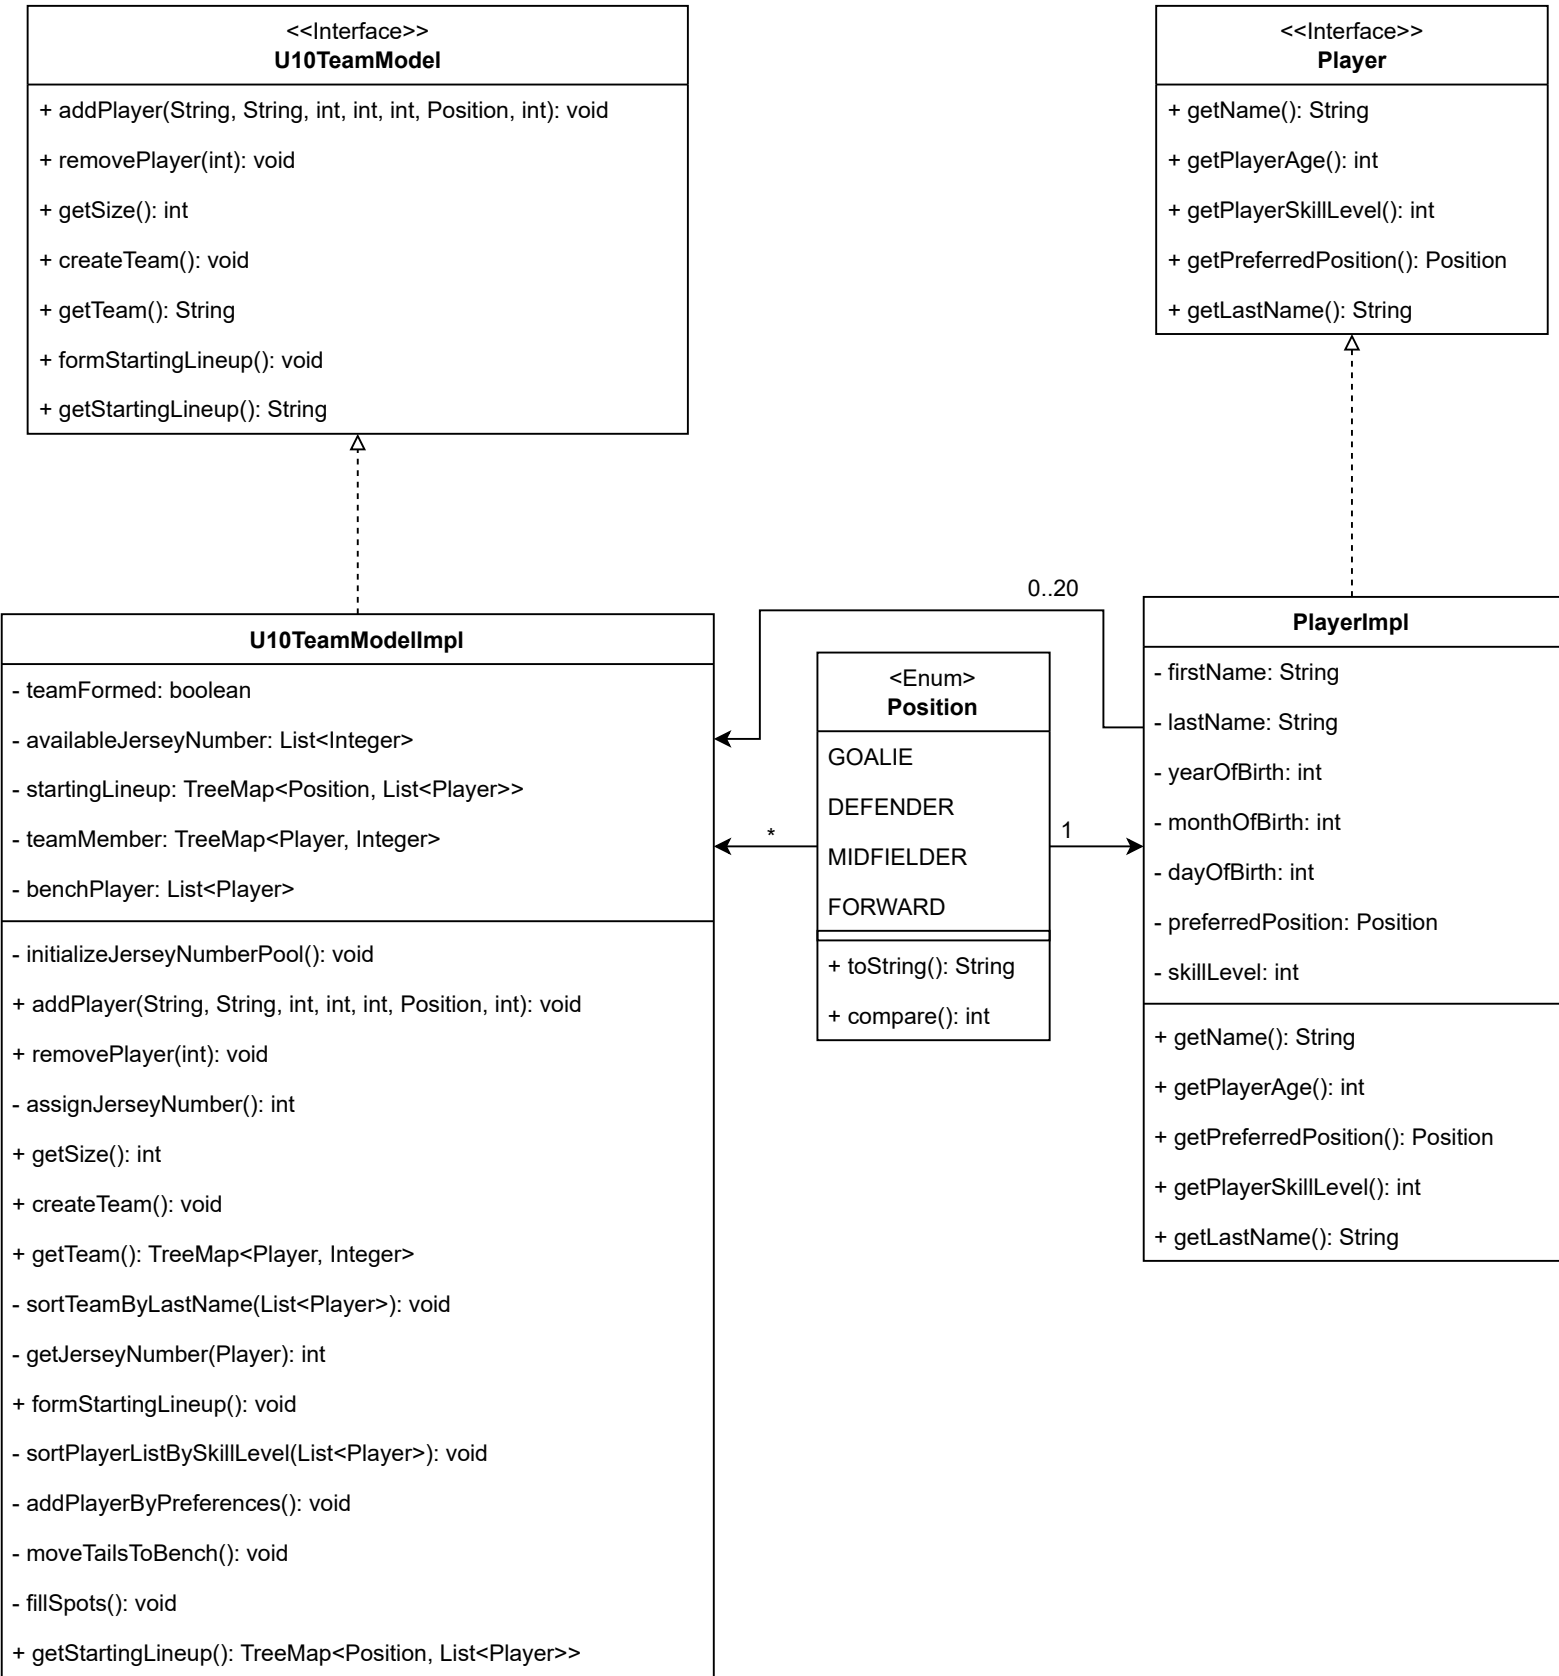 <<Interface>>
U10TeamModel
+ addPlayer(String, String, int, int, int, Position, int): void
+ removePlayer(int): void
+ getSize(): int
+ createTeam(): void
+ getTeam(): String
+ formStartingLineup(): void
+ getStartingLineup(): String
<<Interface>>
Player
+ getName(): String
+ getPlayerAge(): int
+ getPlayerSkillLevel(): int
+ getPreferredPosition(): Position
+ getLastName(): String
U10TeamModelImpl
- teamFormed: boolean
- availableJerseyNumber: List<Integer>
- startingLineup: TreeMap<Position, List<Player>>
- teamMember: TreeMap<Player, Integer>
- benchPlayer: List<Player>
- initializeJerseyNumberPool(): void
+ addPlayer(String, String, int, int, int, Position, int): void
+ removePlayer(int): void
- assignJerseyNumber(): int
+ getSize(): int
+ createTeam(): void
+ getTeam(): TreeMap<Player, Integer>
- sortTeamByLastName(List<Player>): void
- getJerseyNumber(Player): int
+ formStartingLineup(): void
- sortPlayerListBySkillLevel(List<Player>): void
- addPlayerByPreferences(): void
- moveTailsToBench(): void
- fillSpots(): void
+ getStartingLineup(): TreeMap<Position, List<Player>>
0..20
*
<Enum>
Position
GOALIE
DEFENDER
MIDFIELDER
FORWARD
+ toString(): String
+ compare(): int
1
PlayerImpl
- firstName: String
- lastName: String
- yearOfBirth: int
- monthOfBirth: int
- dayOfBirth: int
- preferredPosition: Position
- skillLevel: int
+ getName(): String
+ getPlayerAge(): int
+ getPreferredPosition(): Position
+ getPlayerSkillLevel(): int
+ getLastName(): String